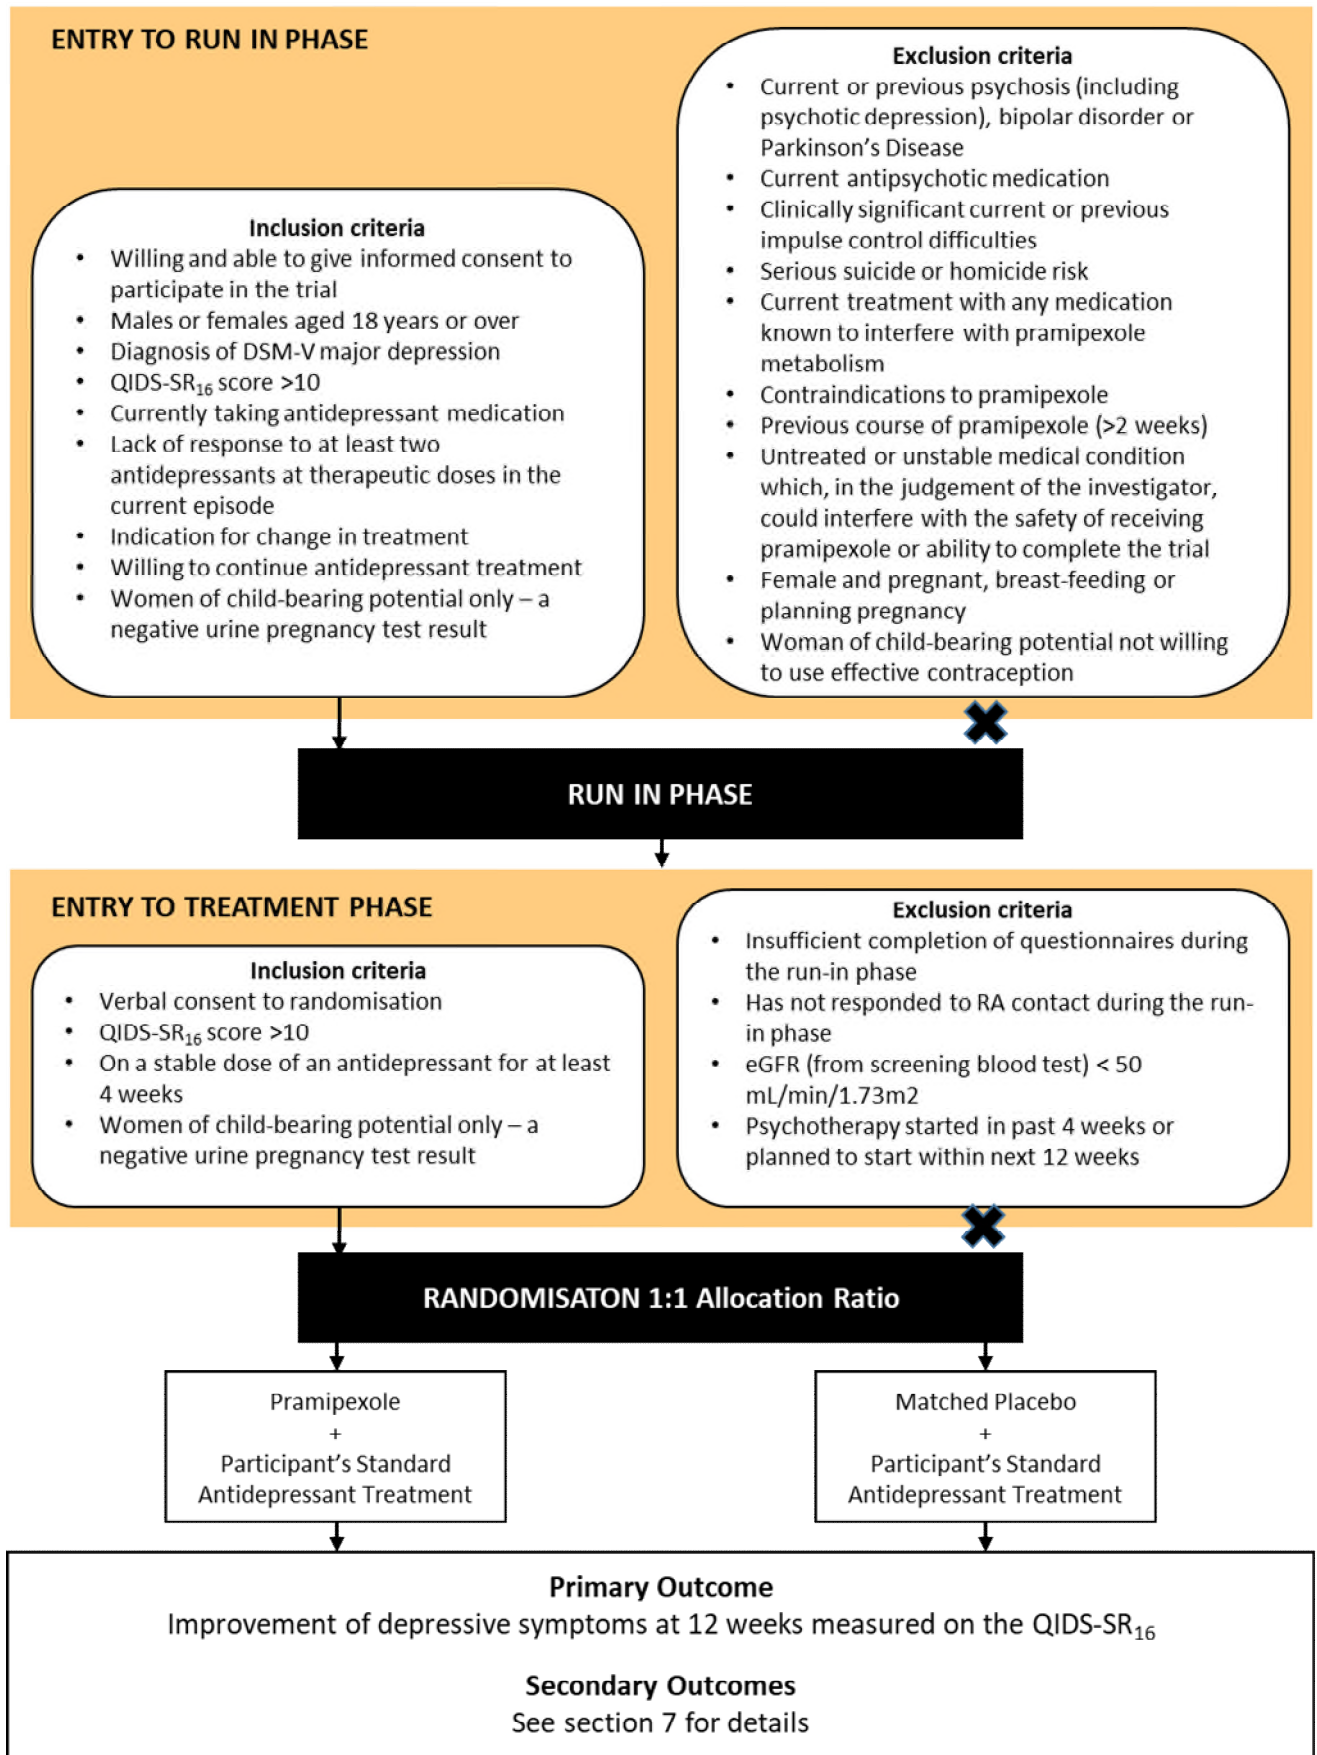 ENTRY TO RUN IN PHASE
Inclusion criteria
• Willing and able to give informed consent to
participate in the trial
• Males or females aged 18 years or over
• Diagnosis of DSM-V major depression
• QIDS-SR16 score >10
• Currently taking antidepressant medication
• Lack of response to at least two
antidepressants at therapeutic doses in the
current episode
• Indication for change in treatment
• Willing to continue antidepressant treatment
• Women of child-bearing potential only – a
negative urine pregnancy test result
Exclusion criteria
• Current or previous psychosis (including
psychotic depression), bipolar disorder or
Parkinson's Disease
• Current antipsychotic medication
• Clinically significant current or previous
impulse control difficulties
• Serious suicide or homicide risk
• Current treatment with any medication
known to interfere with pramipexole
metabolism
• Contraindications to pramipexole
• Previous course of pramipexole (>2 weeks)
• Untreated or unstable medical condition
which, in the judgement of the investigator,
could interfere with the safety of receiving
pramipexole or ability to complete the trial
• Female and pregnant, breast-feeding or
planning pregnancy
• Woman of child-bearing potential not willing
to use effective contraception
RUN IN PHASE
ENTRY TO TREATMENT PHASE
Inclusion criteria
• Verbal consent to randomisation
• QIDS-SR16 score >10
• On a stable dose of an antidepressant for at least
4 weeks
• Women of child-bearing potential only – a
negative urine pregnancy test result
Exclusion criteria
• Insufficient completion of questionnaires during
the run-in phase
• Has not responded to RA contact during the run-
in phase
• eGFR (from screening blood test) < 50
mL/min/1.73m2
• Psychotherapy started in past 4 weeks or
planned to start within next 12 weeks
RANDOMISATON 1:1 Allocation Ratio
Pramipexole
+
Participant's Standard
Antidepressant Treatment
Matched Placebo
+
Participant's Standard
Antidepressant Treatment
Primary Outcome
Improvement of depressive symptoms at 12 weeks measured on the QIDS-SR16
Secondary Outcomes
See section 7 for details